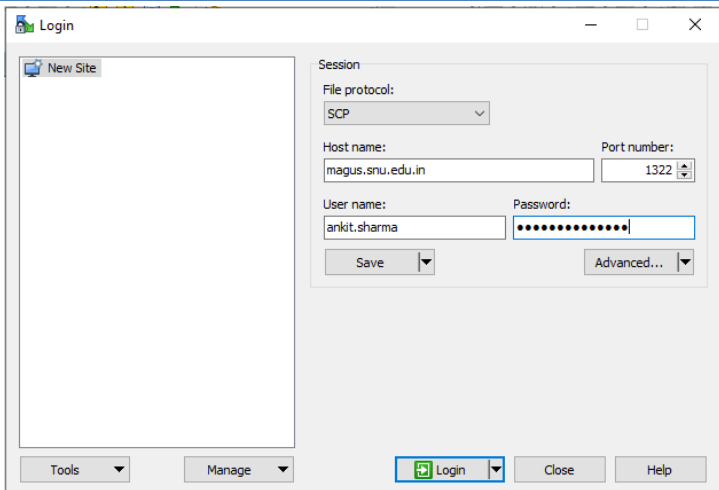 Login
New Site
Session
File protocol:
SCP
Host name: Port number:
magus.snu.edu.in 1322
User name: Password:
ankit.sharma ••••••••••••••
Save Advanced...
Tools Manage Login Close Help